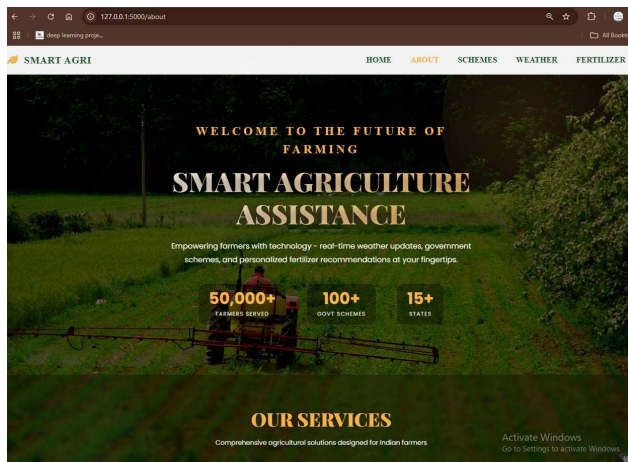 127.0.0.1:5000/about
deep learning proje...
All Bookm
SMART AGRI
HOME ABOUT SCHEMES WEATHER FERTILIZER
WELCOME TO THE FUTURE OF
FARMING
SMART AGRICULTURE
ASSISTANCE
Empowering farmers with technology - real-time weather updates, government
schemes, and personalized fertilizer recommendations at your fingertips.
50,000+ 100+ 15+
FARMERS SERVED GOVT SCHEMES STATES
OUR SERVICES
Comprehensive agricultural solutions designed for Indian farmers
Activate Windows
Go to Settings to activate Windows.